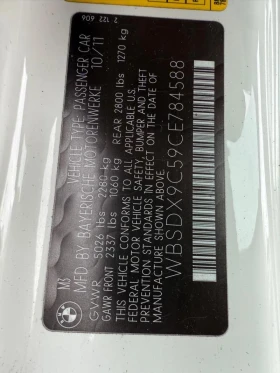 2 122 606
VEHICLE TYPE PASSENGER CAR
MFD BY BAYERISCHE MOTORENWERKE 10/11
GVWR 5026 lbs 2280 kg
GAWR FRONT 2337 lbs 1060 kg REAR 2800 lbs 1270 kg
THIS VEHICLE CONFORMS TO ALL APPLICABLE U.S.
FEDERAL MOTOR VEHICLE SAFETY, BUMPER AND THEFT
PREVENTION STANDARDS IN EFFECT ON THE DATE OF
MANUFACTURE SHOWN ABOVE.
WBSDX9C59CE784588
M3